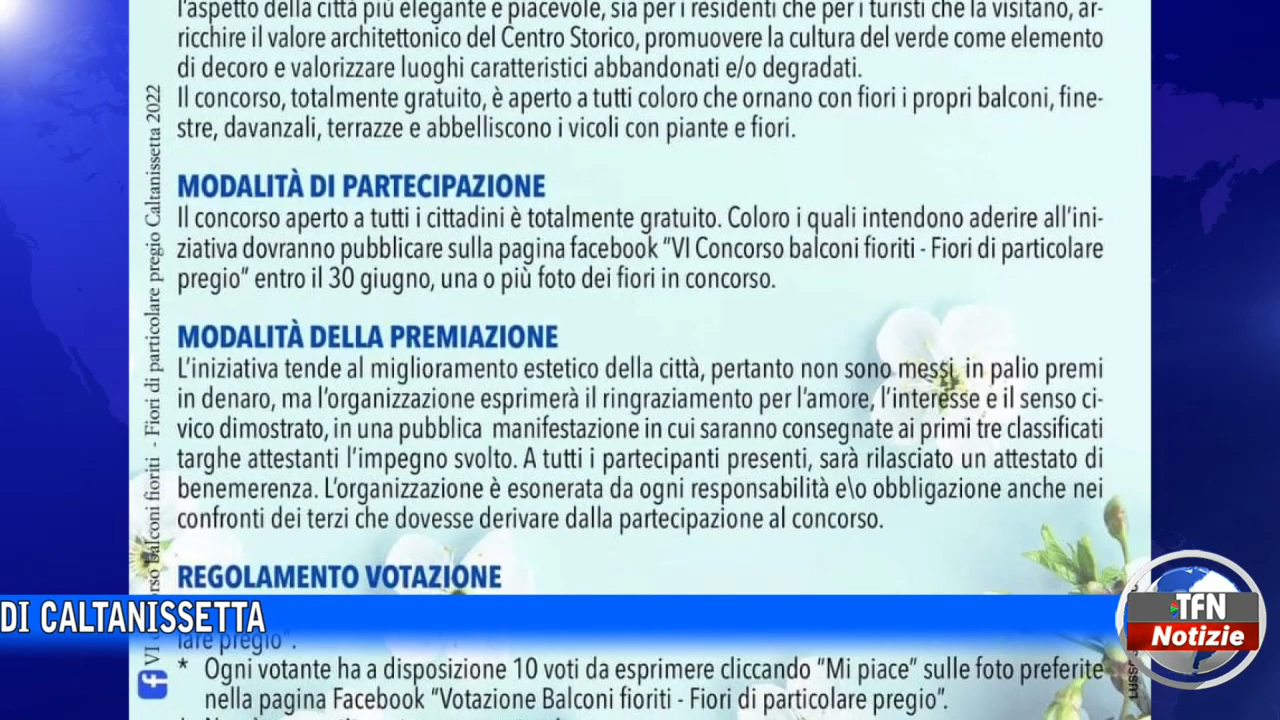 l'aspetto della città più elegante e piacevole, sia per i residenti che per i turisti che la visitano, ar-
ricchire il valore architettonico del Centro Storico, promuovere la cultura del verde come elemento
di decoro e valorizzare luoghi caratteristici abbandonati e/o degradati.
Il concorso, totalmente gratuito, è aperto a tutti coloro che ornano con fiori i propri balconi, fine-
stre, davanzali, terrazze e abbelliscono i vicoli con piante e fiori.
MODALITÀ DI PARTECIPAZIONE
Il concorso aperto a tutti i cittadini è totalmente gratuito. Coloro i quali intendono aderire all'ini-
ziativa dovranno pubblicare sulla pagina facebook "VI Concorso balconi fioriti - Fiori di particolare
pregio" entro il 30 giugno, una o più foto dei fiori in concorso.
MODALITÀ DELLA PREMIAZIONE
L'iniziativa tende al miglioramento estetico della città, pertanto non sono messi in palio premi
in denaro, ma l'organizzazione esprimerà il ringraziamento per l'amore, l'interesse e il senso ci-
vico dimostrato, in una pubblica manifestazione in cui saranno consegnate ai primi tre classificati
targhe attestanti l'impegno svolto. A tutti i partecipanti presenti, sarà rilasciato un attestato di
benemerenza. L'organizzazione è esonerata da ogni responsabilità e\o obbligazione anche nei
confronti dei terzi che dovesse derivare dalla partecipazione al concorso.
REGOLAMENTO VOTAZIONE
lare pregio".
* Ogni votante ha a disposizione 10 voti da esprimere cliccando "Mi piace" sulle foto preferite
nella pagina Facebook "Votazione Balconi fioriti - Fiori di particolare pregio".
VI balconi fioriti - Fiori di particolare pregio Caltanissetta 2022
DI CALTANISSETTA
TFN
Notizie